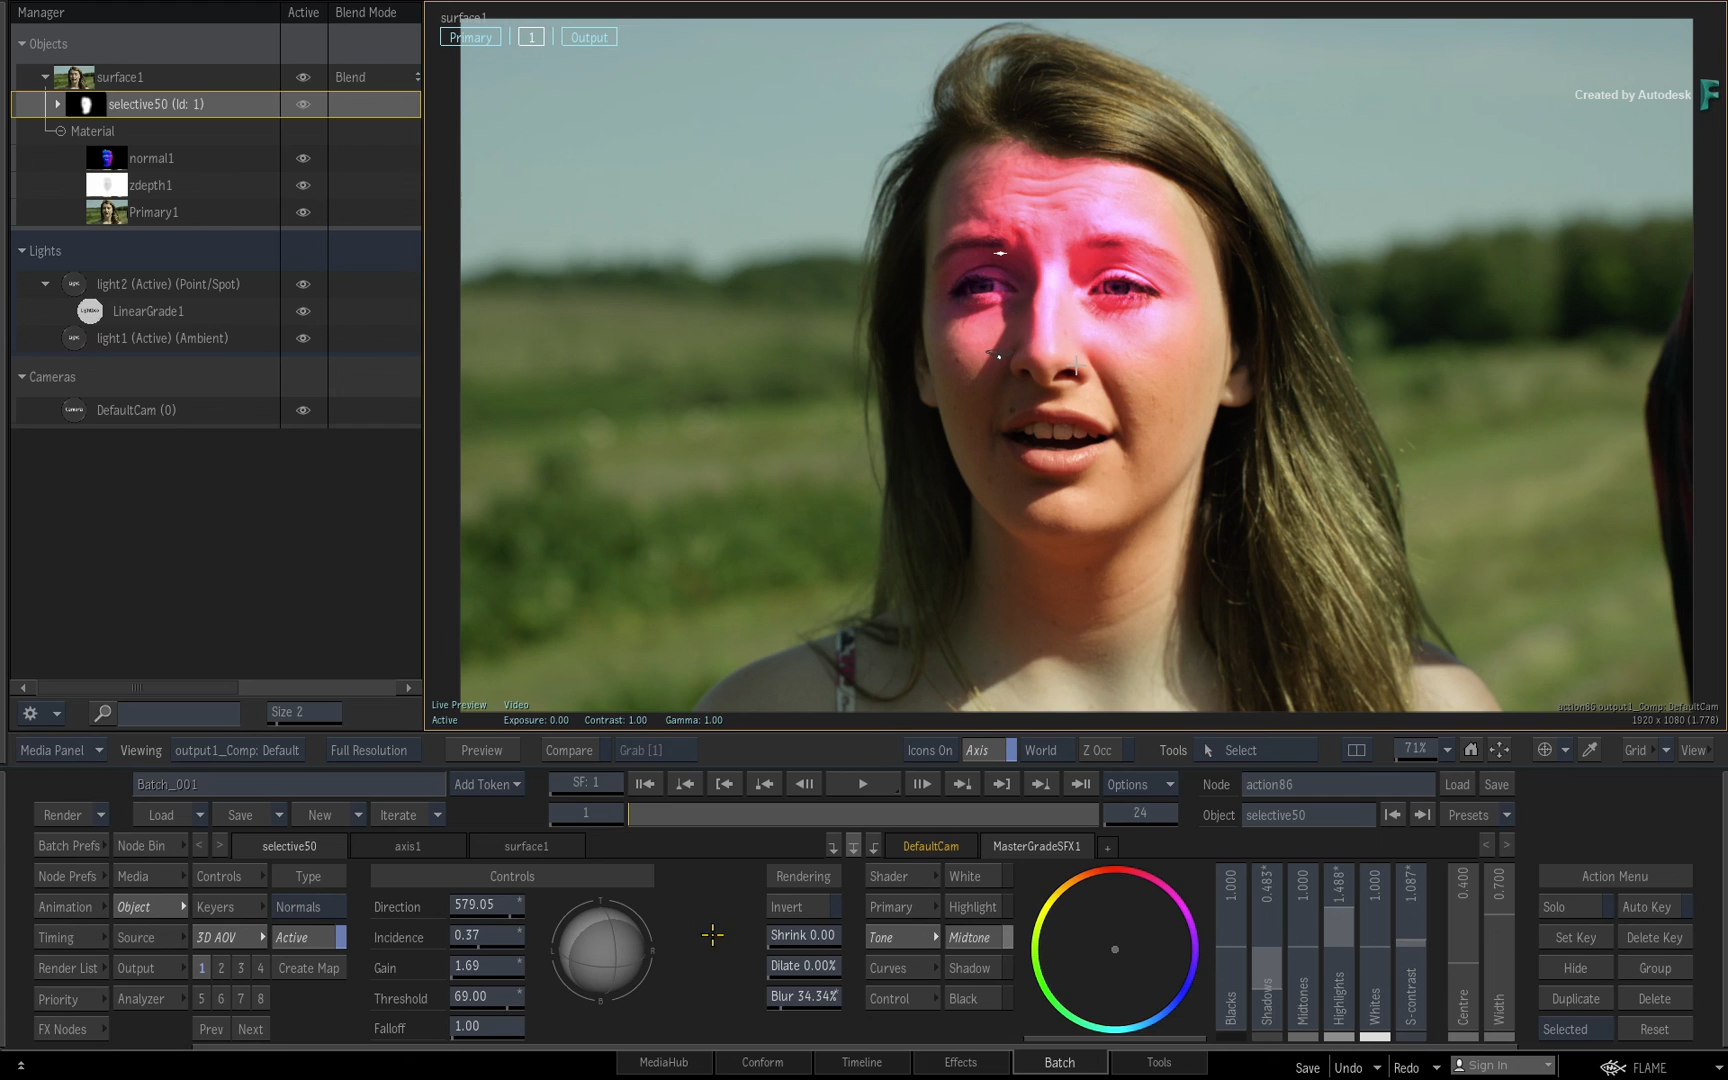 Manager Active Blend Mode
Objects
surface1 Blend
selective50 (Id: 1)
Material
normal1
zdepth1
Primary1
Lights
light2 (Active) (Point/Spot)
LinearGrade1
light1 (Active) (Ambient)
Cameras
DefaultCam (0)
Size 2
surface1
Primary 1 Output
Created by Autodesk
Live Preview Video
Active Exposure: 0.00 Contrast: 1.00 Gamma: 1.00
action86 output1_Comp: DefaultCam
1920 x 1080 (1.778)
Media Panel Viewing output1_Comp: Default Full Resolution Preview Compare Grab [1] Icons On Axis World Z Occ Tools Select 71% Grid View
Batch_001 Add Token SF: 1 Options Node action86 Load Save
Render Load Save New Iterate 1 24 Object selective50 Presets
Batch Prefs Node Bin < > selective50 axis1 surface1 DefaultCam MasterGradeSFX1 + < >
Node Prefs Media Controls Type Controls Rendering Shader White Action Menu
Animation Object Keyers Normals Direction 579.05 Invert Primary Highlight Solo Auto Key
Timing Source 3D AOV Active Incidence 0.37 Shrink 0.00 Tone Midtone Set Key Delete Key
Render List Output 1 2 3 4 Create Map Gain 1.69 Dilate 0.00% Curves Shadow Hide Group
Priority Analyzer 5 6 7 8 Threshold 69.00 Blur 34.34% Control Black Duplicate Delete
FX Nodes Prev Next Falloff 1.00 Selected Reset
T
L R
B
Blacks 1.000
Shadows 0.483*
Midtones 1.000
Highlights 1.488*
Whites 1.000
S-contrast 1.087*
Centre 0.400
Width 0.700
MediaHub Conform Timeline Effects Batch Tools Save Undo Redo Sign In FLAME